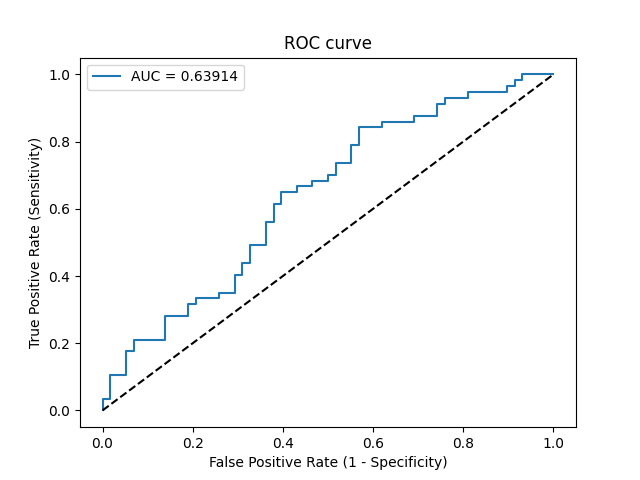 ROC curve
AUC = 0.63914
1.0
0.8
0.6
0.4
0.2
0.0
True Positive Rate (Sensitivity)
0.0 0.2 0.4 0.6 0.8 1.0
False Positive Rate (1 - Specificity)